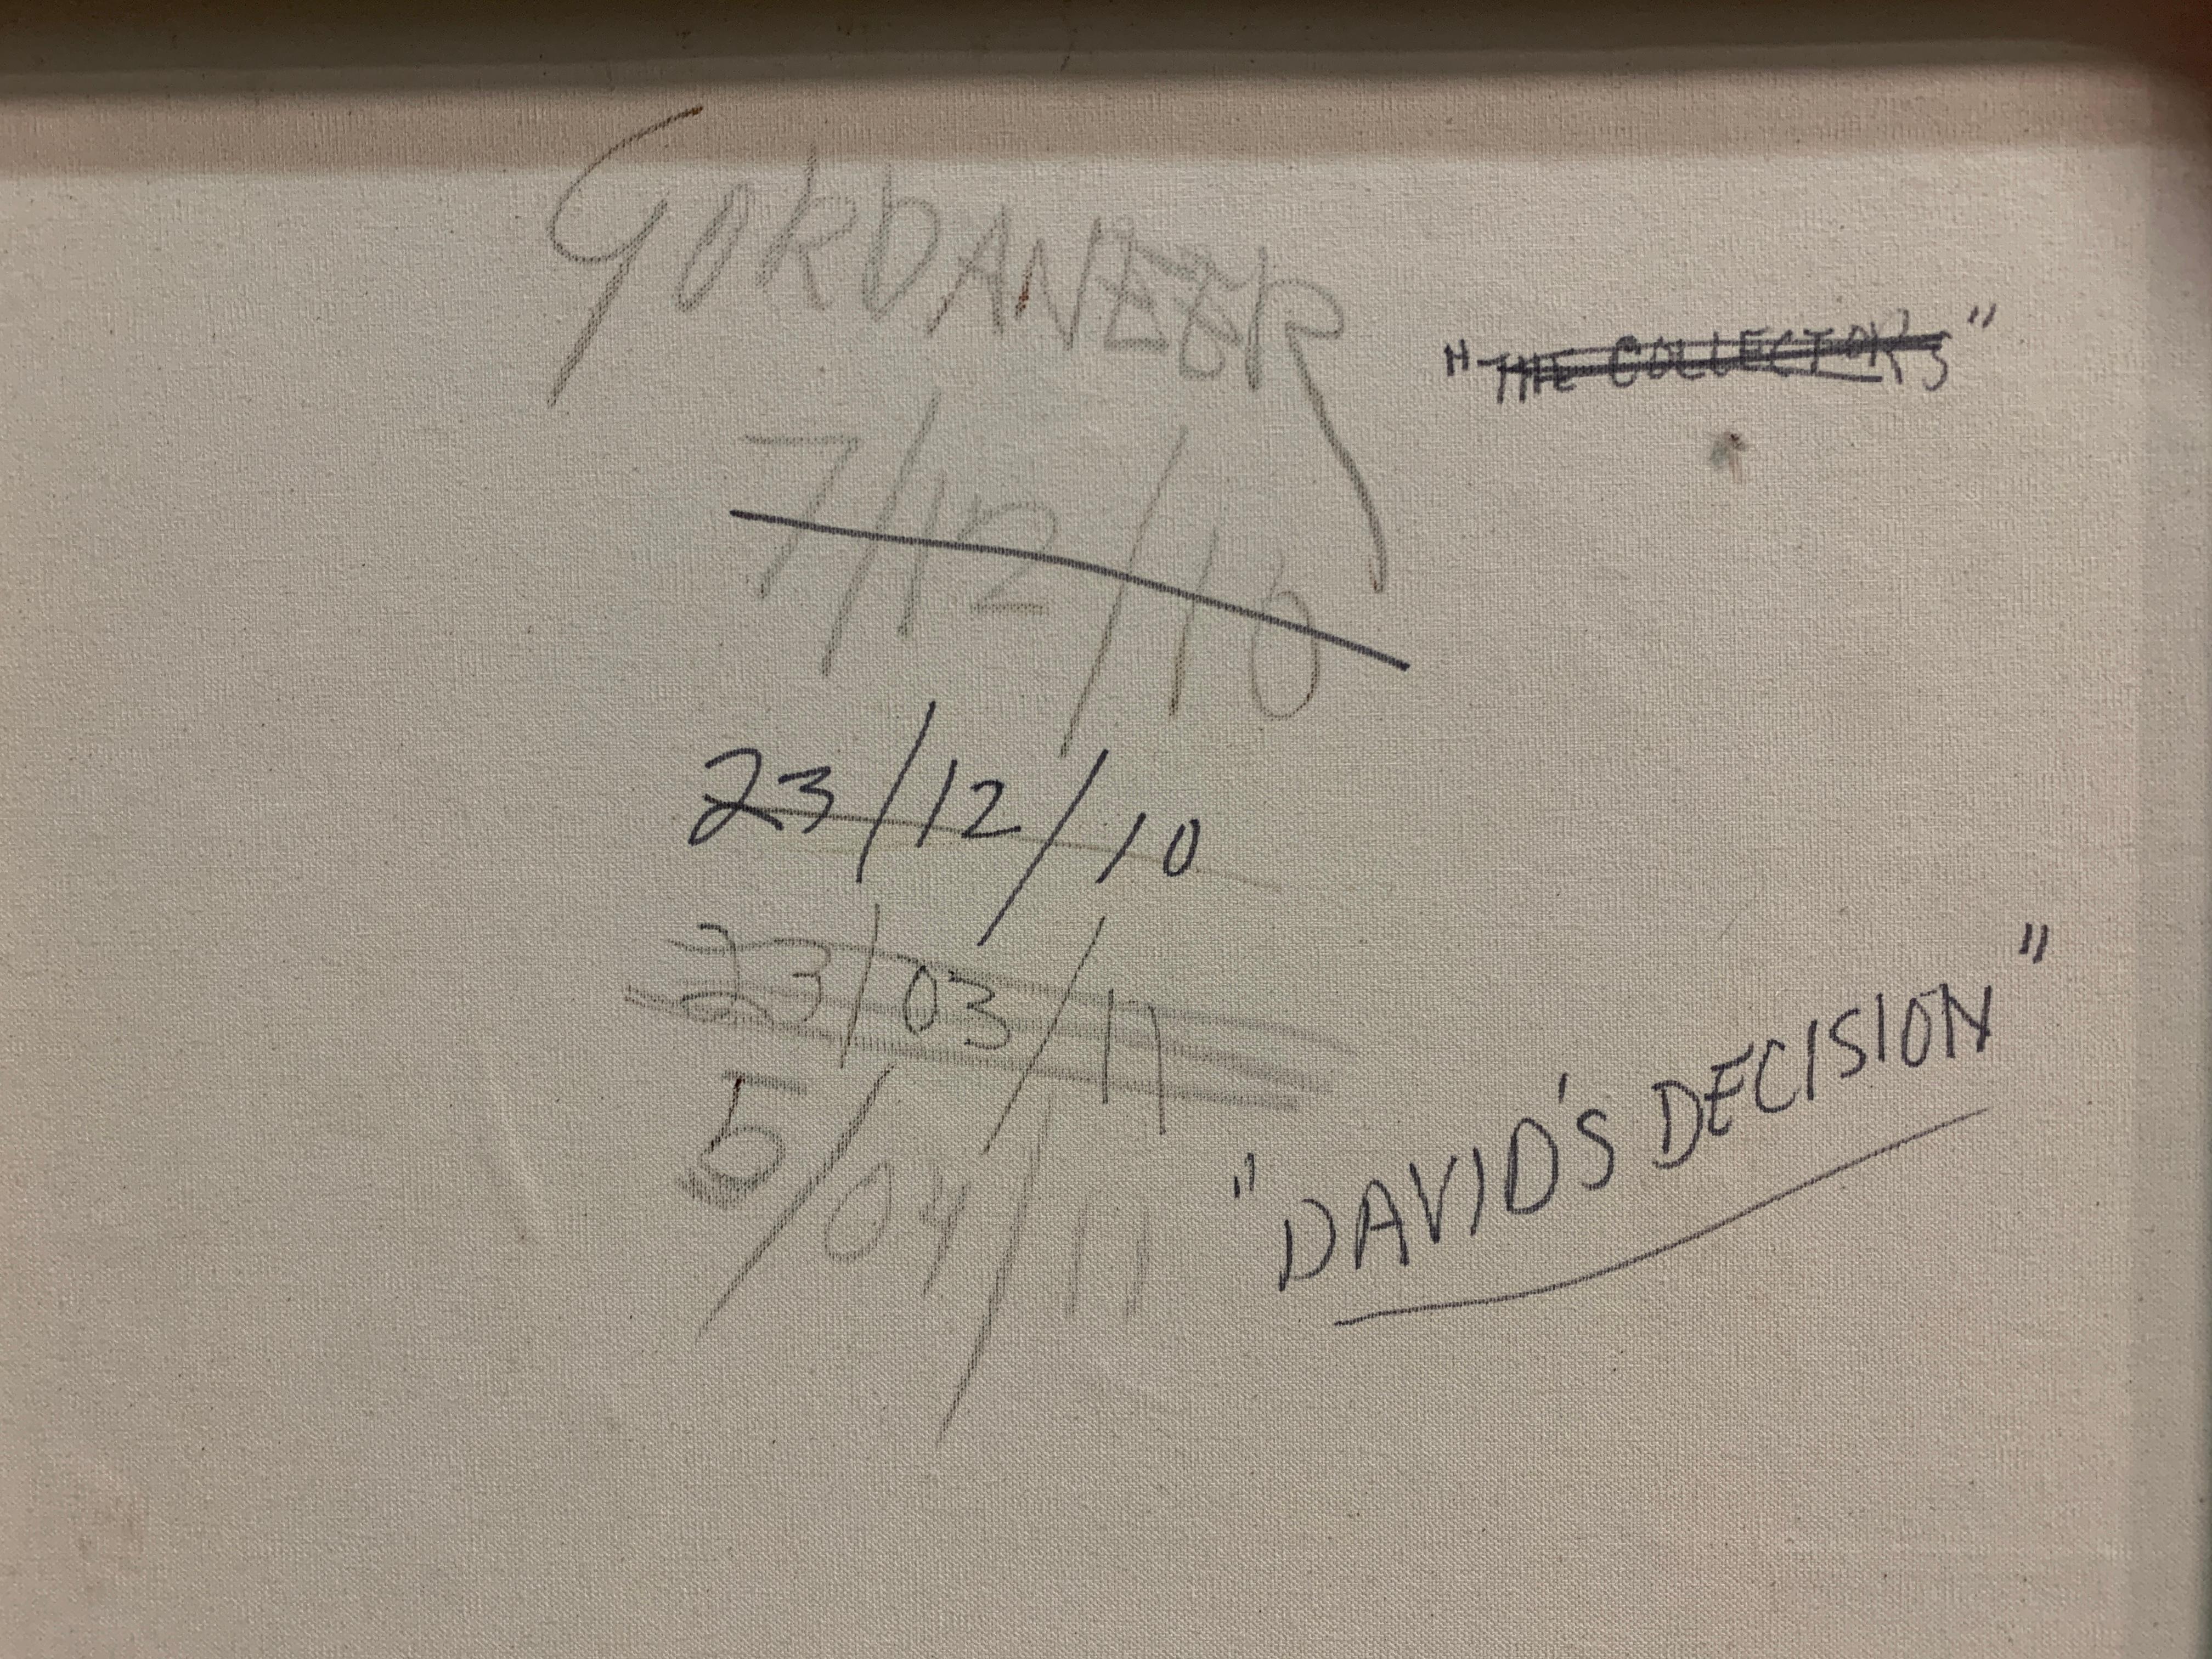 GORDANEER
"THE COLLECTORS"
7/12/10
23/12/10
23/03/11
5/04/11
"DAVID'S DECISION"